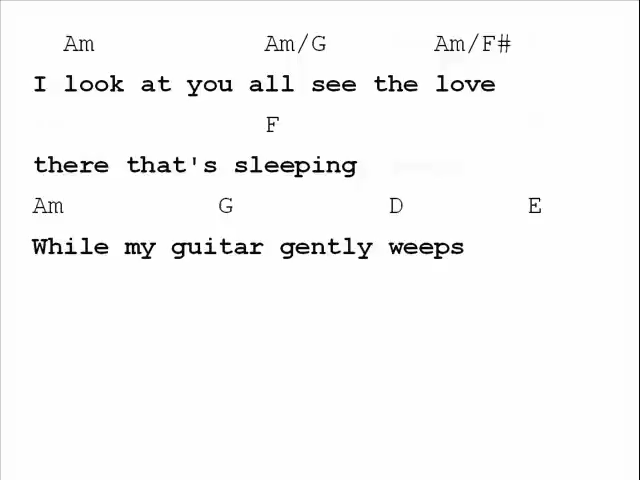 Am Am/G Am/F#
I look at you all see the love
F
there that's sleeping
Am G D E
While my guitar gently weeps